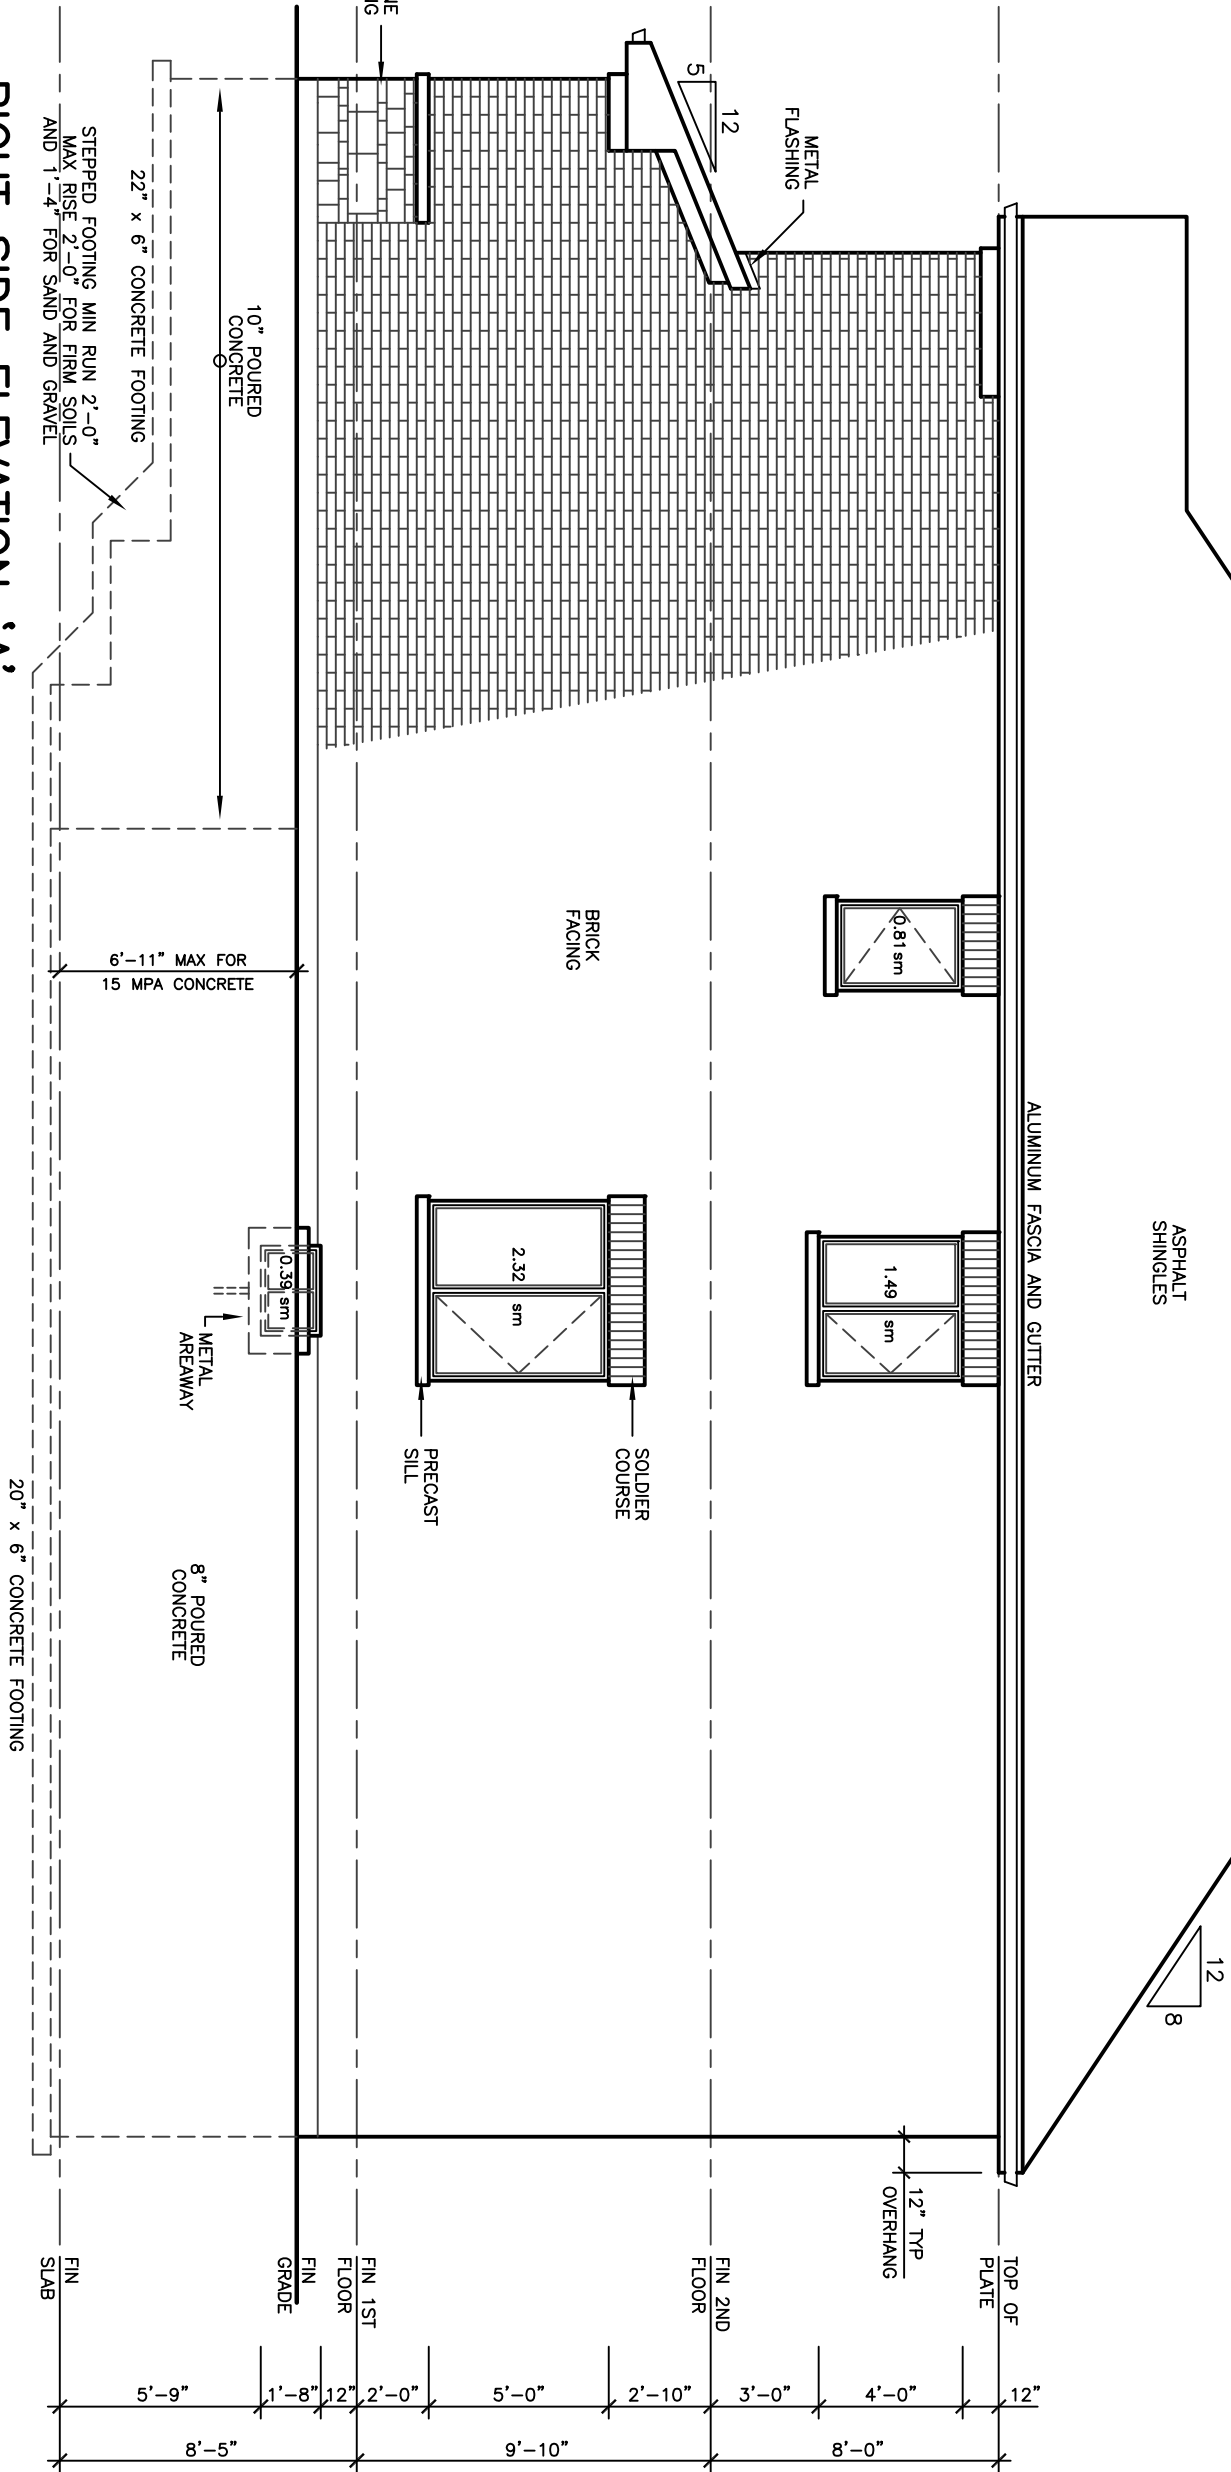 ASPHALT
SHINGLES
12
8
ALUMINUM FASCIA AND GUTTER
METAL
FLASHING
12
5
0.81 sm
1.49
sm
12" TYP
OVERHANG
TOP OF
PLATE
12"
4'-0"
3'-0"
8'-0"
FIN 2ND
FLOOR
BRICK
FACING
SOLDIER
COURSE
2.32
sm
PRECAST
SILL
2'-10"
5'-0"
2'-0"
9'-10"
FIN 1ST
FLOOR
FIN
GRADE
12"
1'-8"
5'-9"
8'-5"
0.39 sm
METAL
AREAWAY
10" POURED
CONCRETE
6'-11" MAX FOR
15 MPA CONCRETE
8" POURED
CONCRETE
22" x 6" CONCRETE FOOTING
STEPPED FOOTING MIN RUN 2'-0"
MAX RISE 2'-0" FOR FIRM SOILS
AND 1'-4" FOR SAND AND GRAVEL
20" x 6" CONCRETE FOOTING
FIN
SLAB
RIGHT SIDE ELEVATION 'A'